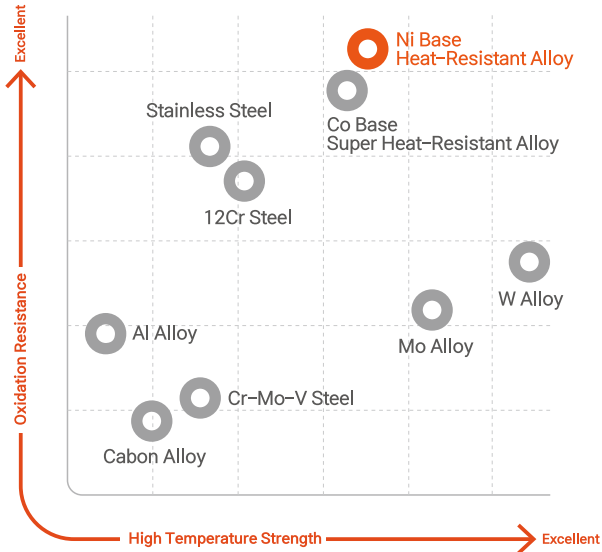 Excellent
Ni Base
Heat-Resistant Alloy
Stainless Steel
Co Base
Super Heat-Resistant Alloy
12Cr Steel
W Alloy
Al Alloy
Mo Alloy
Oxidation Resistance
Cr-Mo-V Steel
Cabon Alloy
High Temperature Strength
Excellent